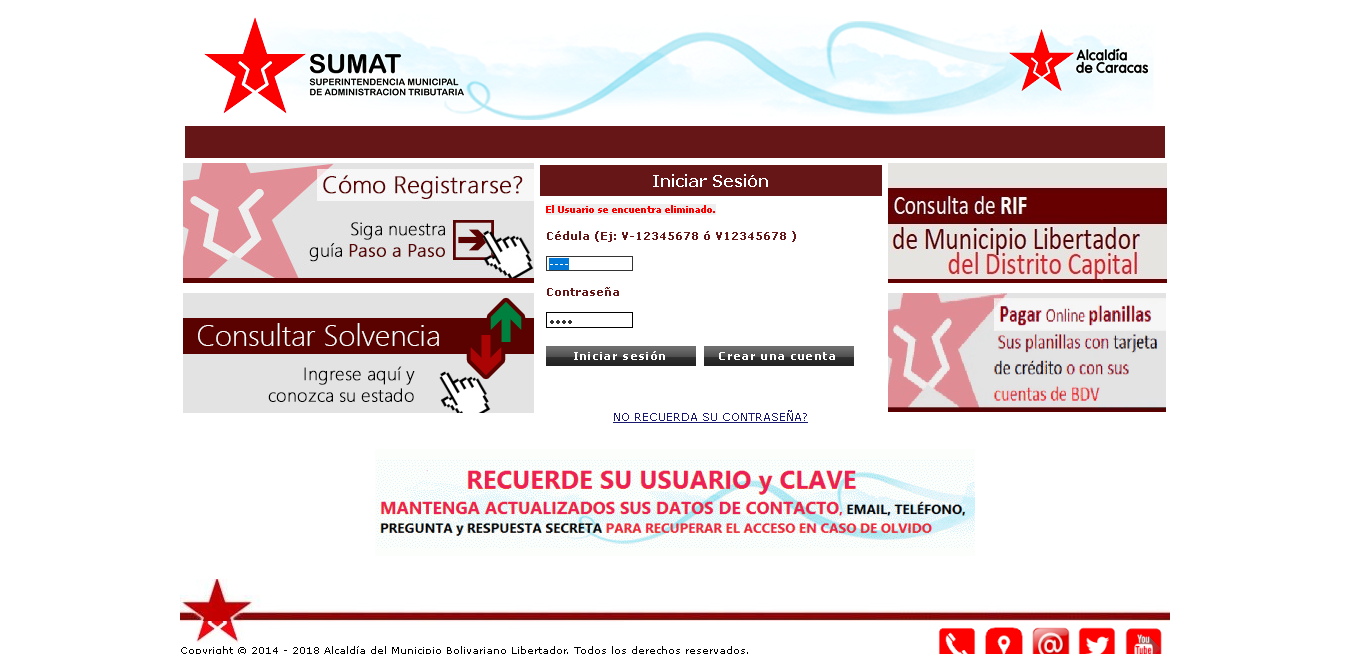 SUMAT
SUPERINTENDENCIA MUNICIPAL
DE ADMINISTRACION TRIBUTARIA
Alcaldía
de Caracas
Cómo Registrarse?
Siga nuestra
guía Paso a Paso
Consultar Solvencia
Ingrese aquí y
conozca su estado
Iniciar Sesión
El Usuario se encuentra eliminado.
Cédula (Ej: V-12345678 ó V12345678 )
----
Contraseña
••••
Iniciar sesión
Crear una cuenta
NO RECUERDA SU CONTRASEÑA?
Consulta de RIF
de Municipio Libertador
del Distrito Capital
Pagar Online planillas
Sus planillas con tarjeta
de crédito o con sus
cuentas de BDV
RECUERDE SU USUARIO y CLAVE
MANTENGA ACTUALIZADOS SUS DATOS DE CONTACTO, EMAIL, TELÉFONO,
PREGUNTA y RESPUESTA SECRETA PARA RECUPERAR EL ACCESO EN CASO DE OLVIDO
Copyright © 2014 - 2018 Alcaldía del Municipio Bolivariano Libertador. Todos los derechos reservados.
@
You
Tube